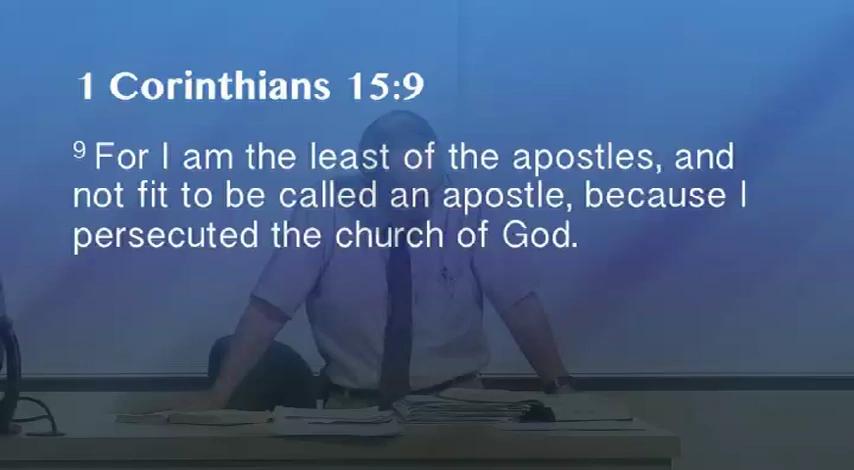 1 Corinthians 15:9
9 For I am the least of the apostles, and
not fit to be called an apostle, because I
persecuted the church of God.